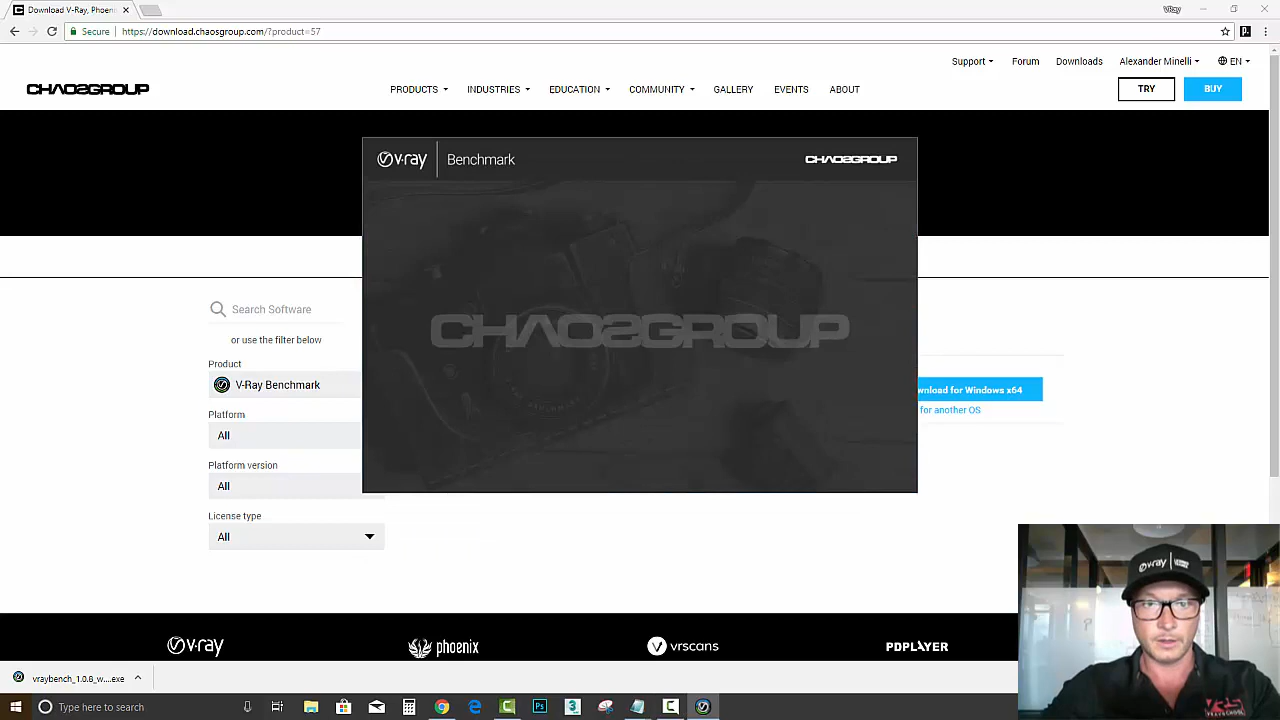 Download V-Ray, Phoeni
VRay
Secure
https://download.chaosgroup.com/?product=57
Support
Forum
Downloads
Alexander Minelli
EN
CHAOSGROUP
PRODUCTS
INDUSTRIES
EDUCATION
COMMUNITY
GALLERY
EVENTS
ABOUT
TRY
BUY
v·ray
Benchmark
CHAOSGROUP
CHAOSGROUP
Search Software
or use the filter below
Product
V-Ray Benchmark
Platform
All
Platform version
All
License type
All
wnload for Windows x64
for another OS
v·ray
phoenix
vrscans
PDPLAYER
v·ray
vraybench_1.0.8_w....exe
Type here to search